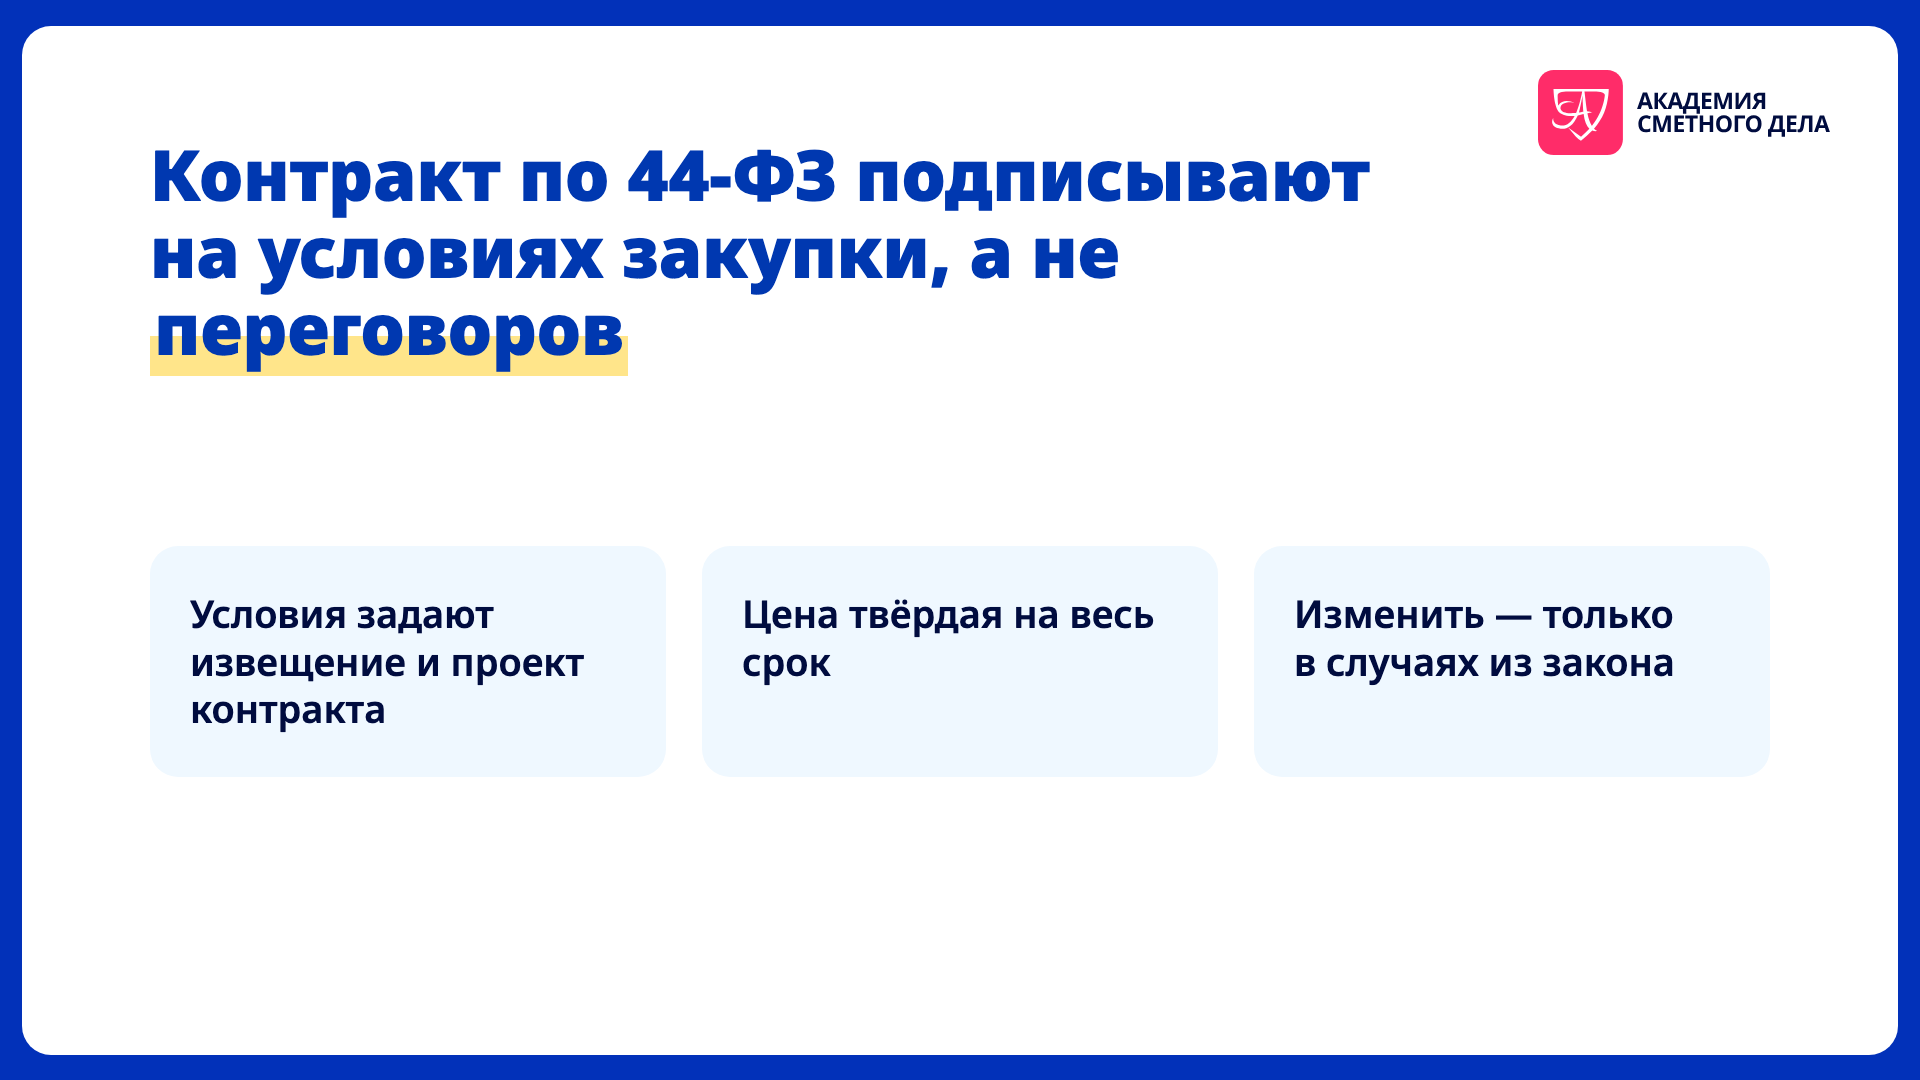 АКАДЕМИЯ
СМЕТНОГО ДЕЛА
Контракт по 44-ФЗ подписывают
на условиях закупки, а не
переговоров
Условия задают
извещение и проект
контракта
Цена твёрдая на весь
срок
Изменить — только
в случаях из закона